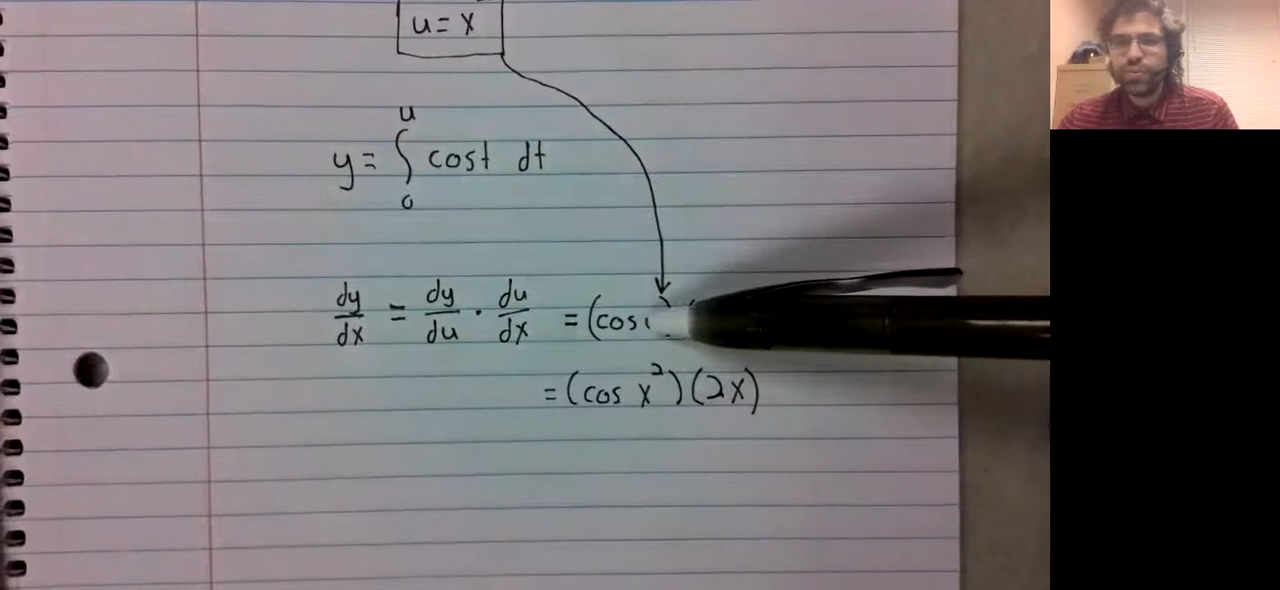 u = x
u
y = ∫ cost dt
0
dy/dx = dy/du · du/dx = (cos
= (cos x²)(2x)